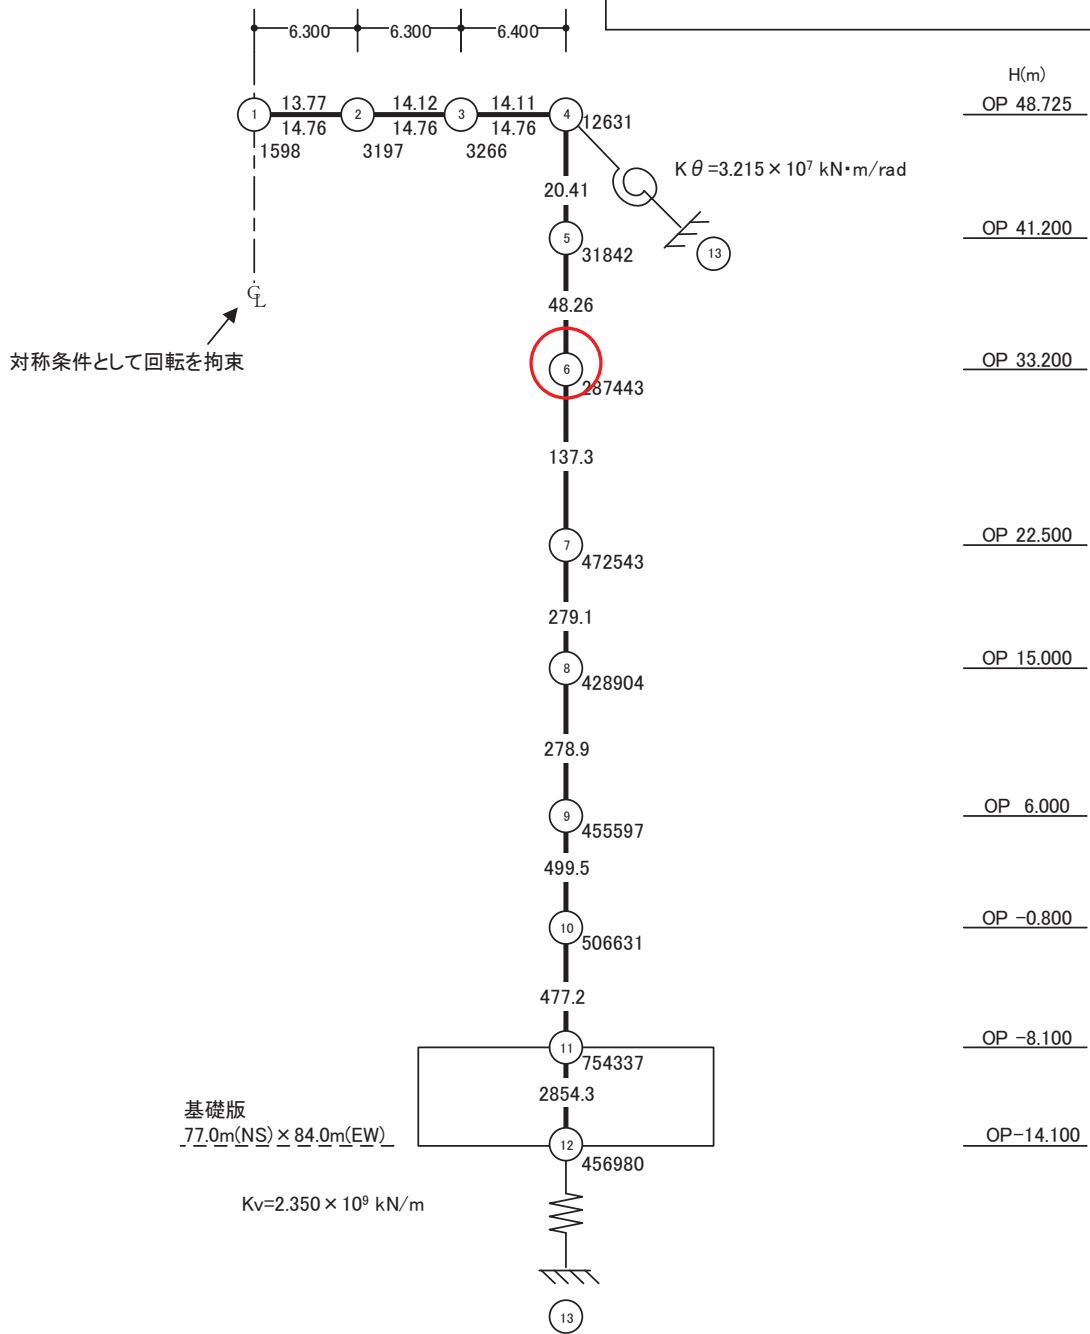 6.300 6.300 6.400
H(m)
OP 48.725
1 13.77 2 14.12 3 14.11 4 12631
14.76 14.76 14.76
1598 3197 3266
Kθ=3.215×10⁷ kN・m/rad
20.41
OP 41.200
5 31842
13
C
L
48.26
対称条件として回転を拘束
OP 33.200
6 287443
137.3
OP 22.500
7 472543
279.1
OP 15.000
8 428904
278.9
OP 6.000
9 455597
499.5
OP -0.800
10 506631
477.2
OP -8.100
11 754337
2854.3
基礎版
77.0m(NS)×84.0m(EW)
OP-14.100
12 456980
Kv=2.350×10⁹ kN/m
13